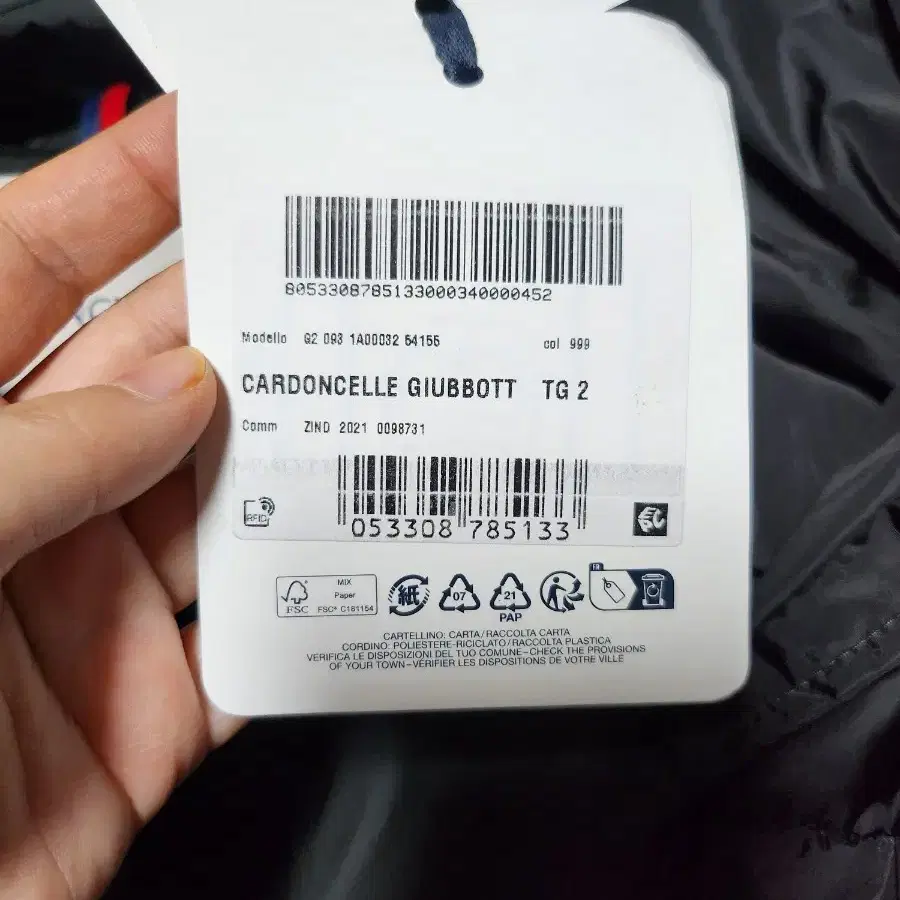 8053308785133000340000452
Modello G2 093 1A00032 54155 col 999
CARDONCELLE GIUBBOTT TG 2
Comm ZIND 2021 0098731
053308 785133
RFID
MIX
Paper
FSC FSC® C181154
紙
07
21
PAP
FR
CARTELLINO: CARTA/RACCOLTA CARTA
CORDINO: POLIESTERE-RICICLATO/RACCOLTA PLASTICA
VERIFICA LE DISPOSIZIONI DEL TUO COMUNE–CHECK THE PROVISIONS
OF YOUR TOWN–VÉRIFIER LES DISPOSITIONS DE VOTRE VILLE